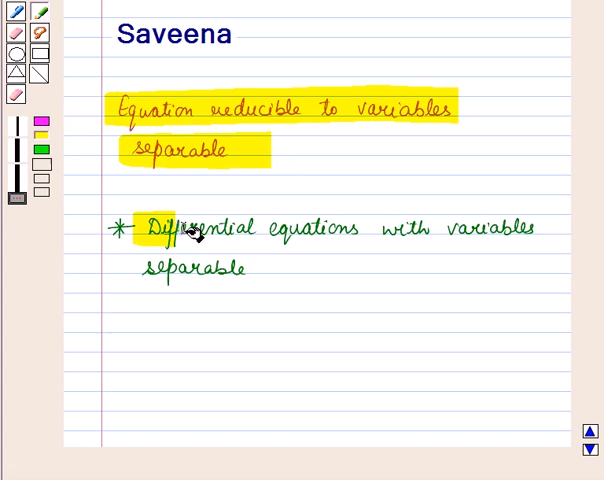 Saveena
Equation reducible to variables
separable
* Differential equations with variables
separable